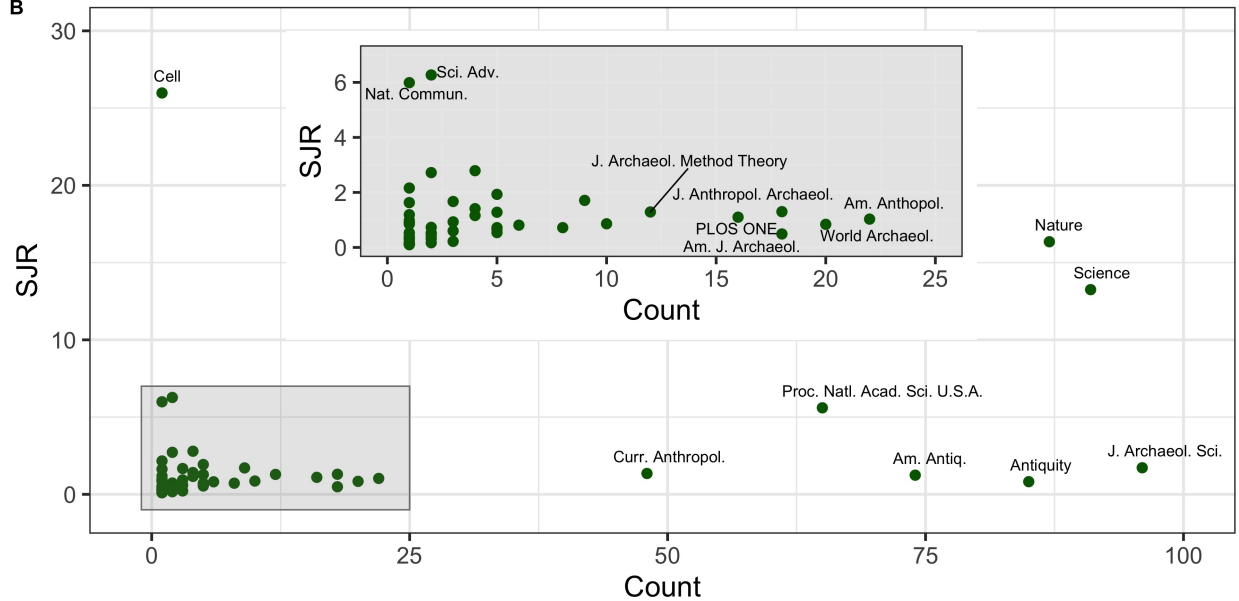 B
30
20
10
0
SJR
Cell
6
4
2
0
SJR
Sci. Adv.
Nat. Commun.
J. Archaeol. Method Theory
J. Anthropol. Archaeol.
Am. Anthopol.
PLOS ONE
World Archaeol.
Am. J. Archaeol.
0 5 10 15 20 25
Count
Nature
Science
Proc. Natl. Acad. Sci. U.S.A.
Curr. Anthropol.
Am. Antiq.
Antiquity
J. Archaeol. Sci.
0 25 50 75 100
Count